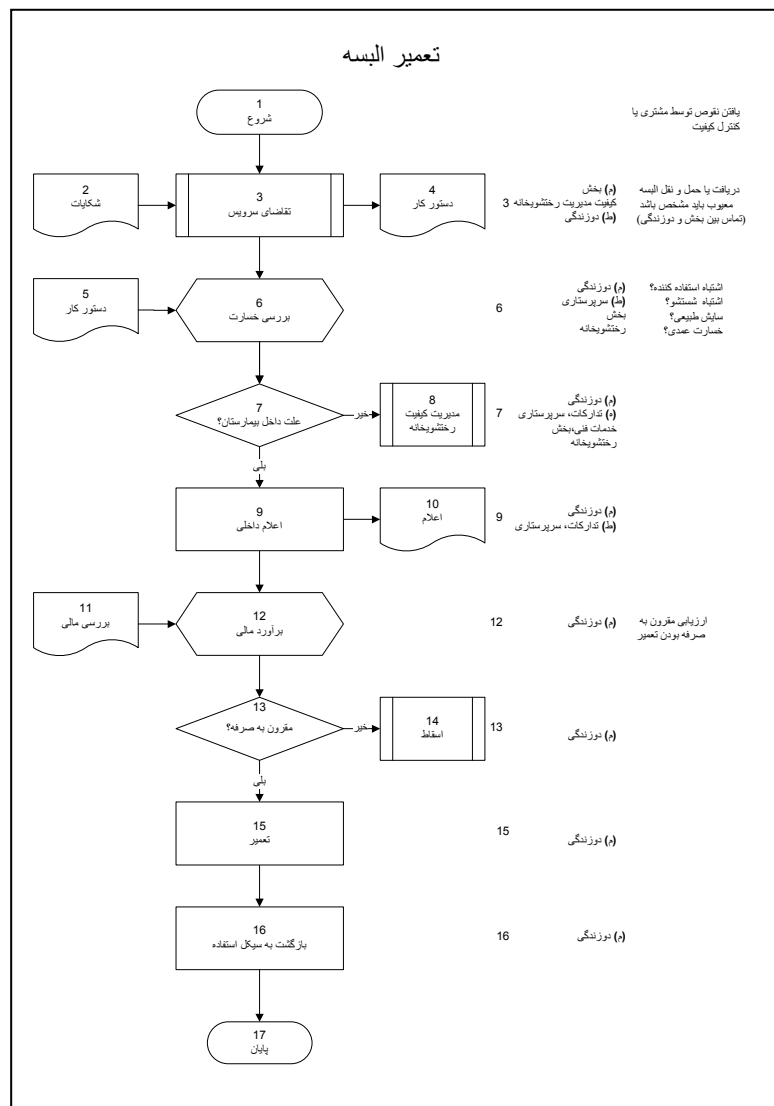 تعمیر البسه
1
شروع
یافتن نقوص توسط مشتری یا
کنترل کیفیت
2
شکایات
3
تقاضای سرویس
4
دستور کار
3
(م) بخش
کیفیت مدیریت رختشویخانه
(ط) دوزندگی
دریافت یا حمل و نقل البسه
معیوب باید مشخص باشد
(تماس بین بخش و دوزندگی)
5
دستور کار
6
بررسی خسارت
6
(م) دوزندگی
(ط) سرپرستاری
بخش
رختشویخانه
اشتباه استفاده کننده؟
اشتباه شستشو؟
سایش طبیعی؟
خسارت عمدی؟
7
علت داخل بیمارستان؟
خیر
8
مدیریت کیفیت
رختشویخانه
7
(م) دوزندگی
(ه) تدارکات، سرپرستاری
خدمات فنی،بخش
رختشویخانه
بلی
9
اعلام داخلی
10
اعلام
9
(م) دوزندگی
(ط) تدارکات، سرپرستاری
11
بررسی مالی
12
برآورد مالی
12
(م) دوزندگی
ارزیابی مقرون به
صرفه بودن تعمیر
13
مقرون به صرفه؟
خیر
14
اسقاط
13
(م) دوزندگی
بلی
15
تعمیر
15
(م) دوزندگی
16
بازگشت به سیکل استفاده
16
(م) دوزندگی
17
پایان